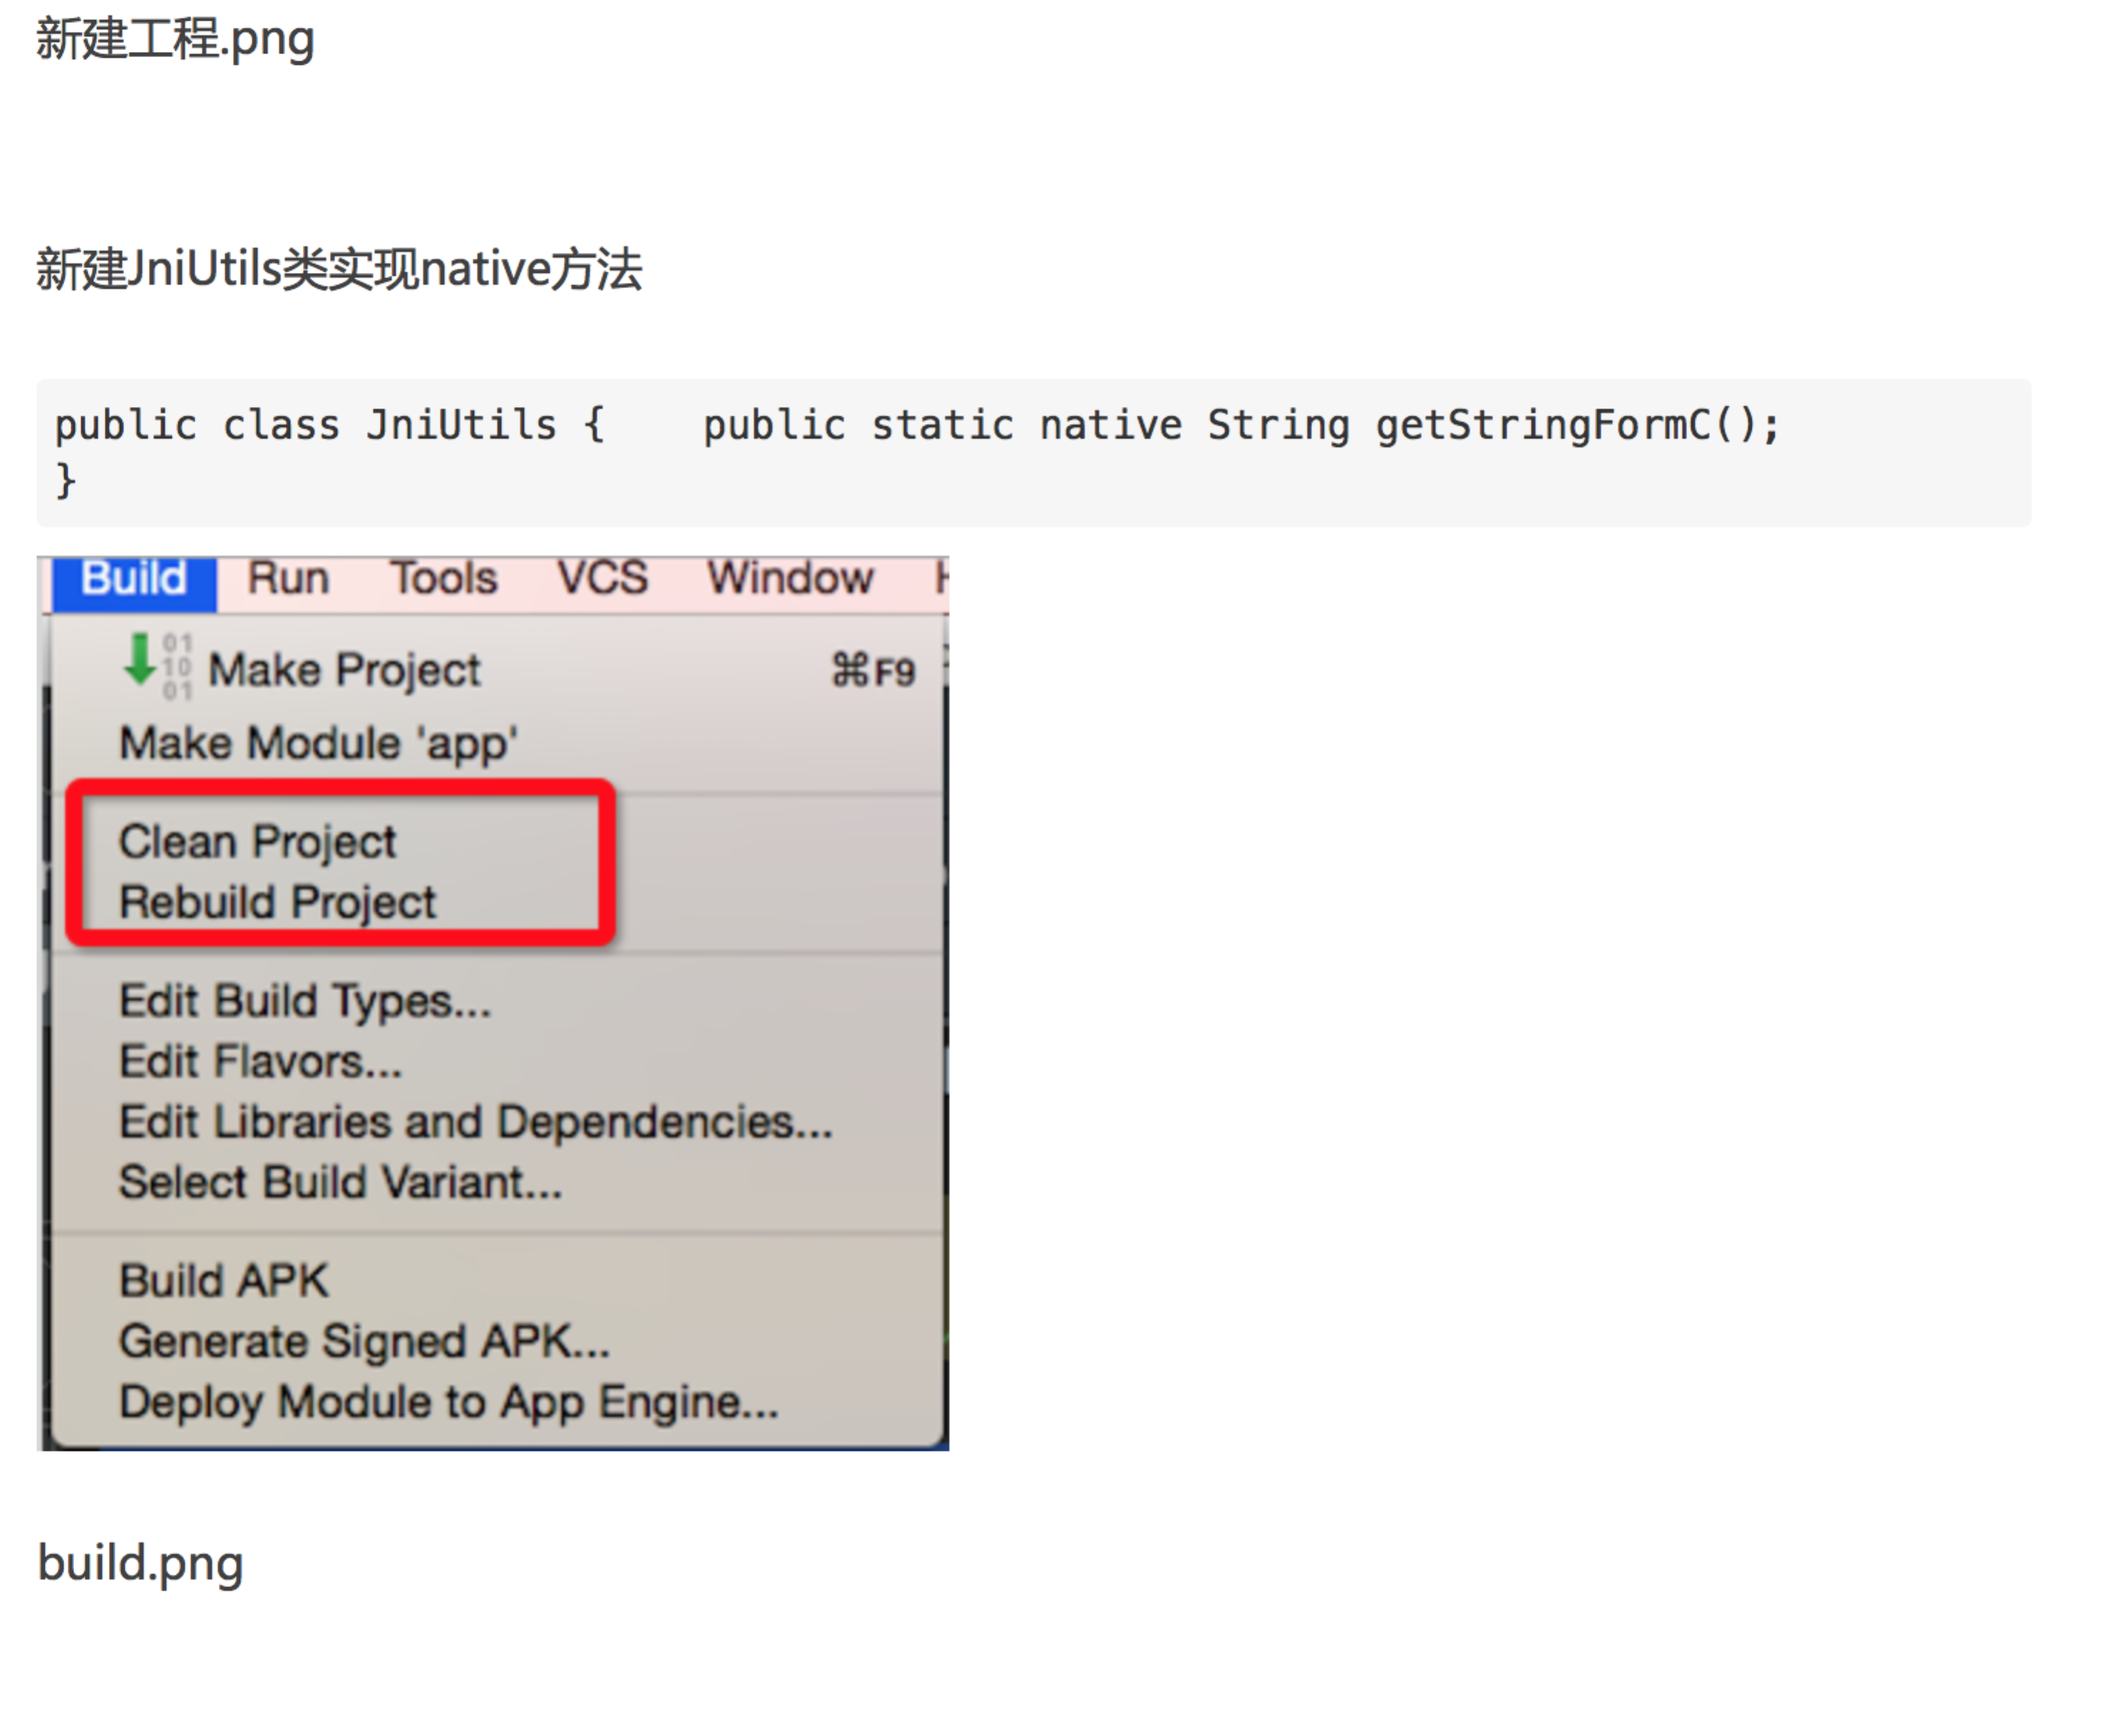 新建工程.png
新建JniUtils类实现native方法
public class JniUtils {    public static native String getStringFormC();
}
Build Run Tools VCS Window
01
10
01
Make Project ⌘F9
Make Module 'app'
Clean Project
Rebuild Project
Edit Build Types...
Edit Flavors...
Edit Libraries and Dependencies...
Select Build Variant...
Build APK
Generate Signed APK...
Deploy Module to App Engine...
build.png